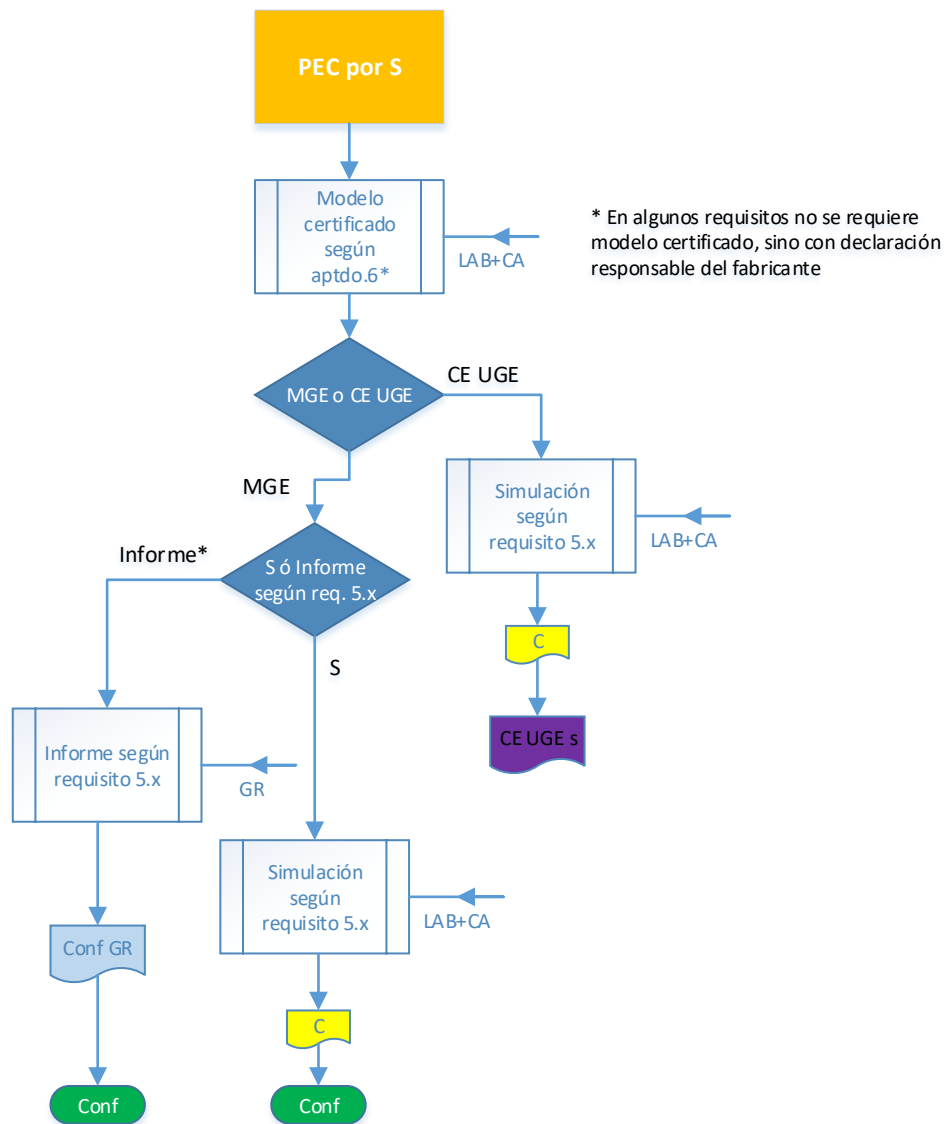 PEC por S
Modelo
certificado
según
aptdo.6*
LAB+CA
* En algunos requisitos no se requiere
modelo certificado, sino con declaración
responsable del fabricante
MGE o CE UGE
CE UGE
MGE
Simulación
según
requisito 5.x
LAB+CA
Informe*
S ó Informe
según req. 5.x
C
S
CE UGE s
Informe según
requisito 5.x
GR
Simulación
según
requisito 5.x
LAB+CA
Conf GR
C
Conf
Conf